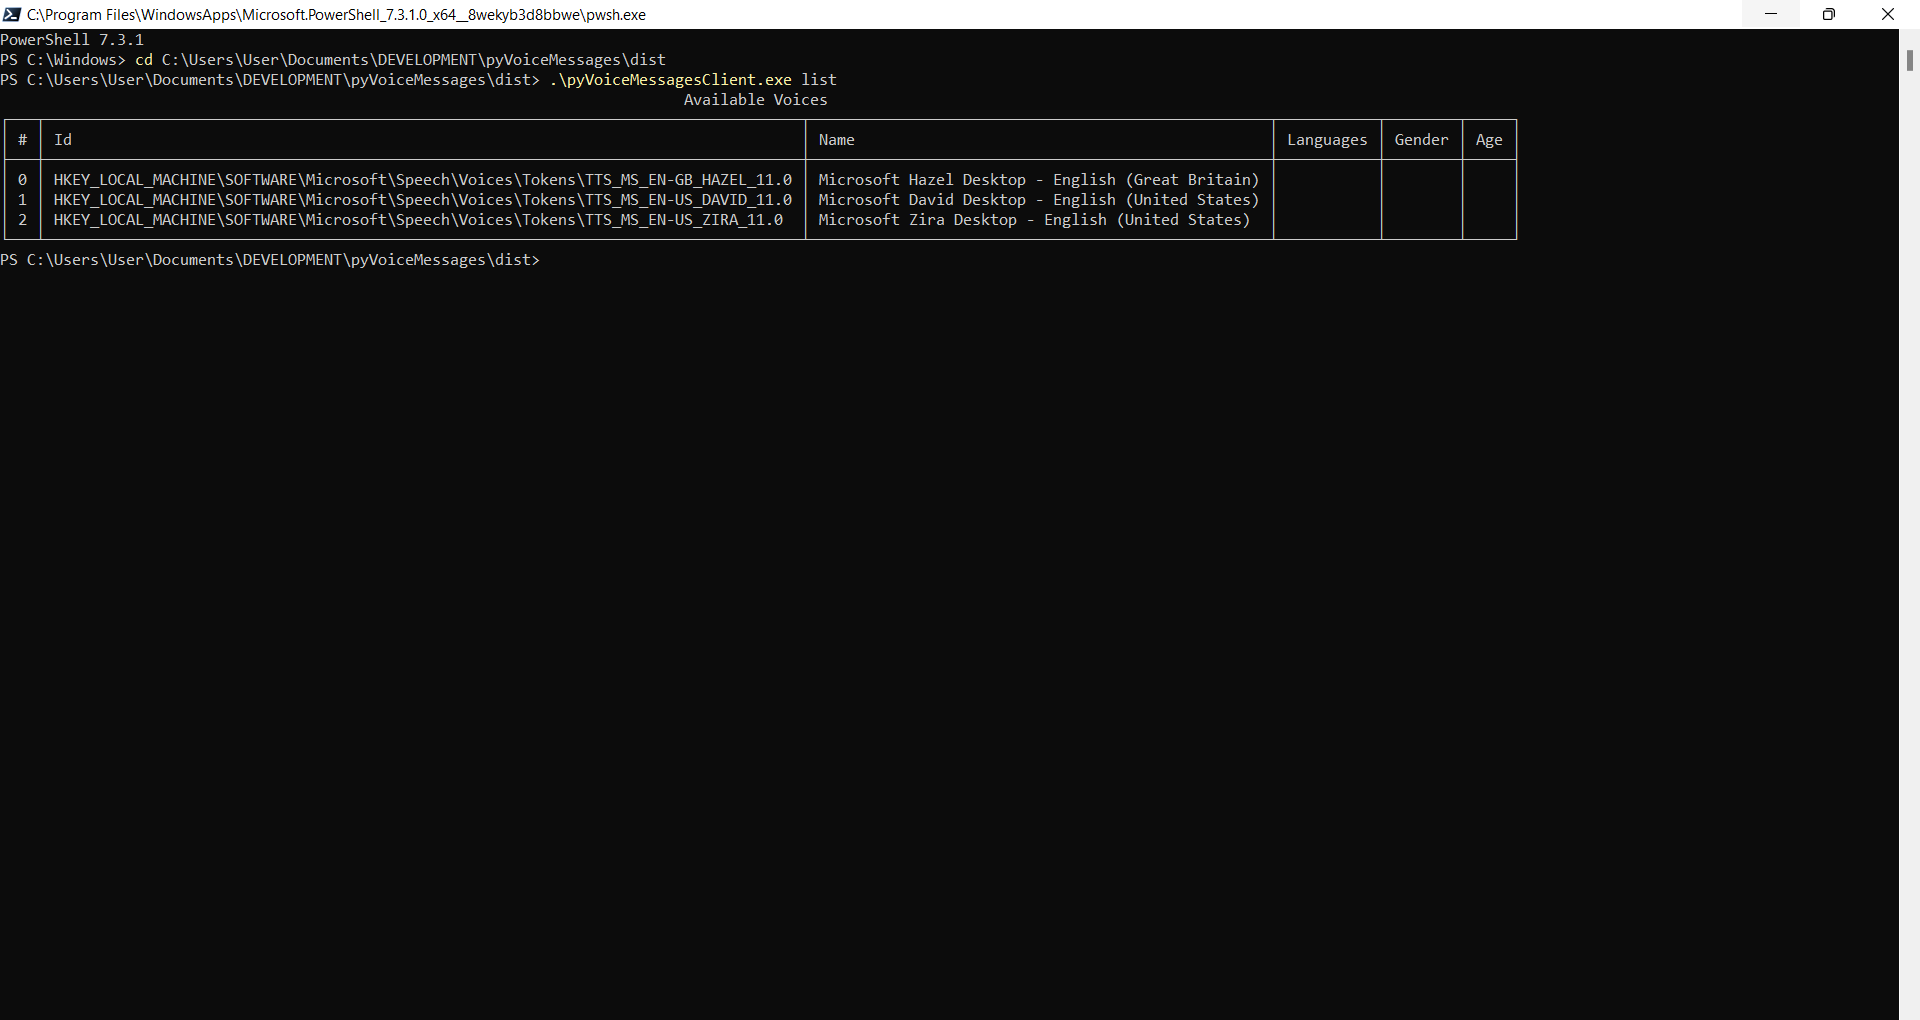 C:\Program Files\WindowsApps\Microsoft.PowerShell_7.3.1.0_x64__8wekyb3d8bbwe\pwsh.exe
PowerShell 7.3.1
PS C:\Windows> cd C:\Users\User\Documents\DEVELOPMENT\pyVoiceMessages\dist
PS C:\Users\User\Documents\DEVELOPMENT\pyVoiceMessages\dist> .\pyVoiceMessagesClient.exe list
Available Voices
# Id Name Languages Gender Age
0 HKEY_LOCAL_MACHINE\SOFTWARE\Microsoft\Speech\Voices\Tokens\TTS_MS_EN-GB_HAZEL_11.0 Microsoft Hazel Desktop - English (Great Britain)
1 HKEY_LOCAL_MACHINE\SOFTWARE\Microsoft\Speech\Voices\Tokens\TTS_MS_EN-US_DAVID_11.0 Microsoft David Desktop - English (United States)
2 HKEY_LOCAL_MACHINE\SOFTWARE\Microsoft\Speech\Voices\Tokens\TTS_MS_EN-US_ZIRA_11.0 Microsoft Zira Desktop - English (United States)
PS C:\Users\User\Documents\DEVELOPMENT\pyVoiceMessages\dist>